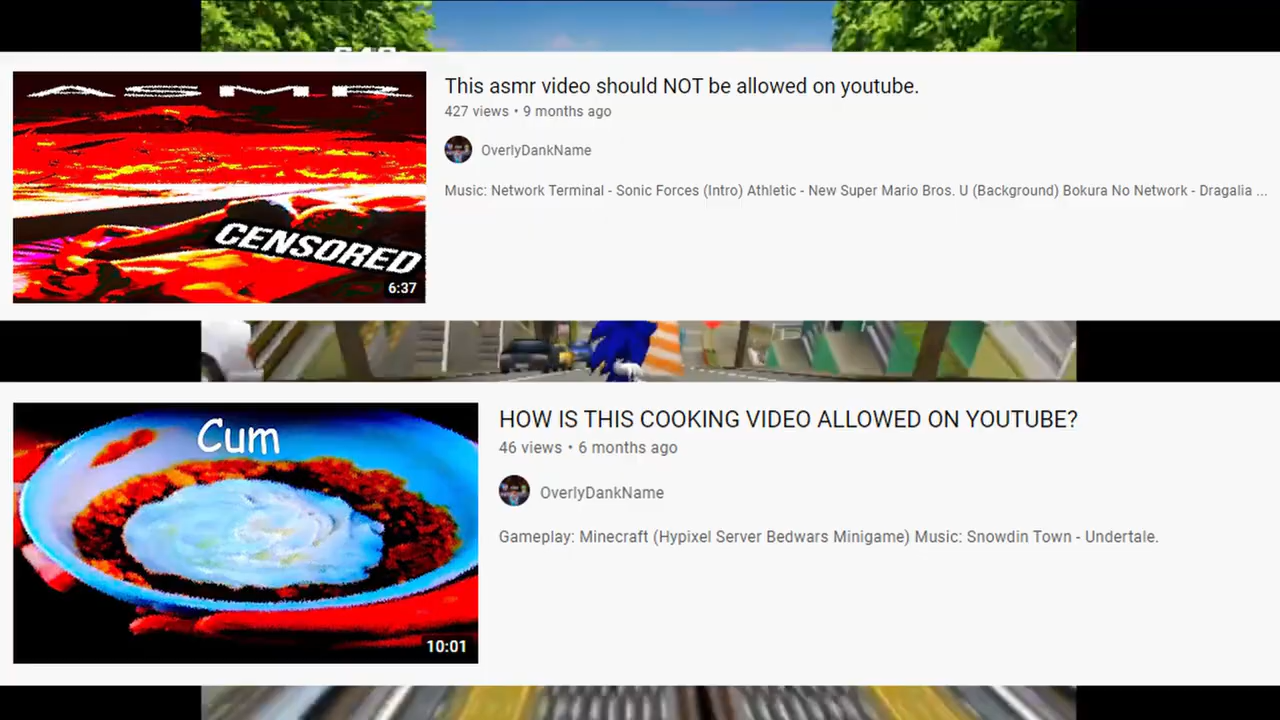 This asmr video should NOT be allowed on youtube.
427 views • 9 months ago
OverlyDankName
Music: Network Terminal - Sonic Forces (Intro) Athletic - New Super Mario Bros. U (Background) Bokura No Network - Dragalia ...
ASMR
CENSORED
6:37
HOW IS THIS COOKING VIDEO ALLOWED ON YOUTUBE?
46 views • 6 months ago
OverlyDankName
Gameplay: Minecraft (Hypixel Server Bedwars Minigame) Music: Snowdin Town - Undertale.
Cum
10:01